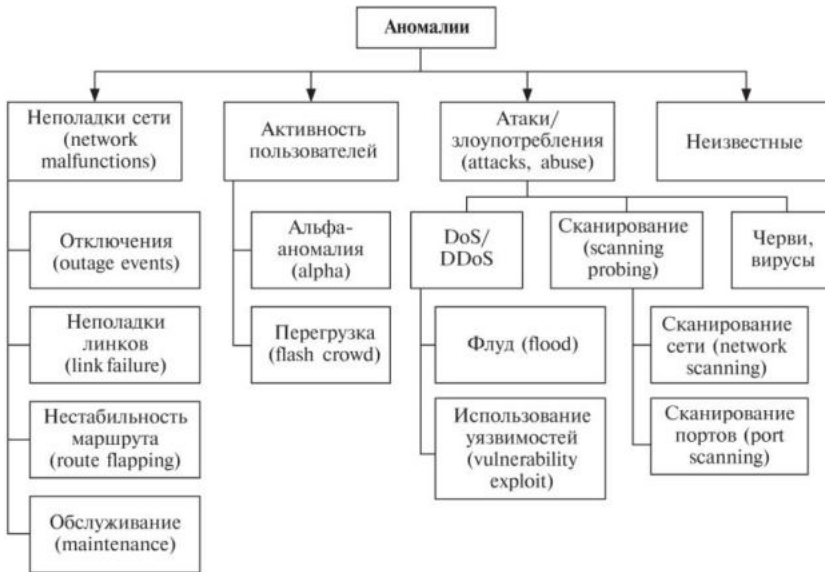 Аномалии
Неполадки сети
(network
malfunctions)
Активность
пользователей
Атаки/
злоупотребления
(attacks, abuse)
Неизвестные
Отключения
(outage events)
Неполадки
линков
(link failure)
Нестабильность
маршрута
(route flapping)
Обслуживание
(maintenance)
Альфа-
аномалия
(alpha)
Перегрузка
(flash crowd)
DoS/
DDoS
Сканирование
(scanning
probing)
Черви,
вирусы
Флуд (flood)
Использование
уязвимостей
(vulnerability
exploit)
Сканирование
сети (network
scanning)
Сканирование
портов (port
scanning)